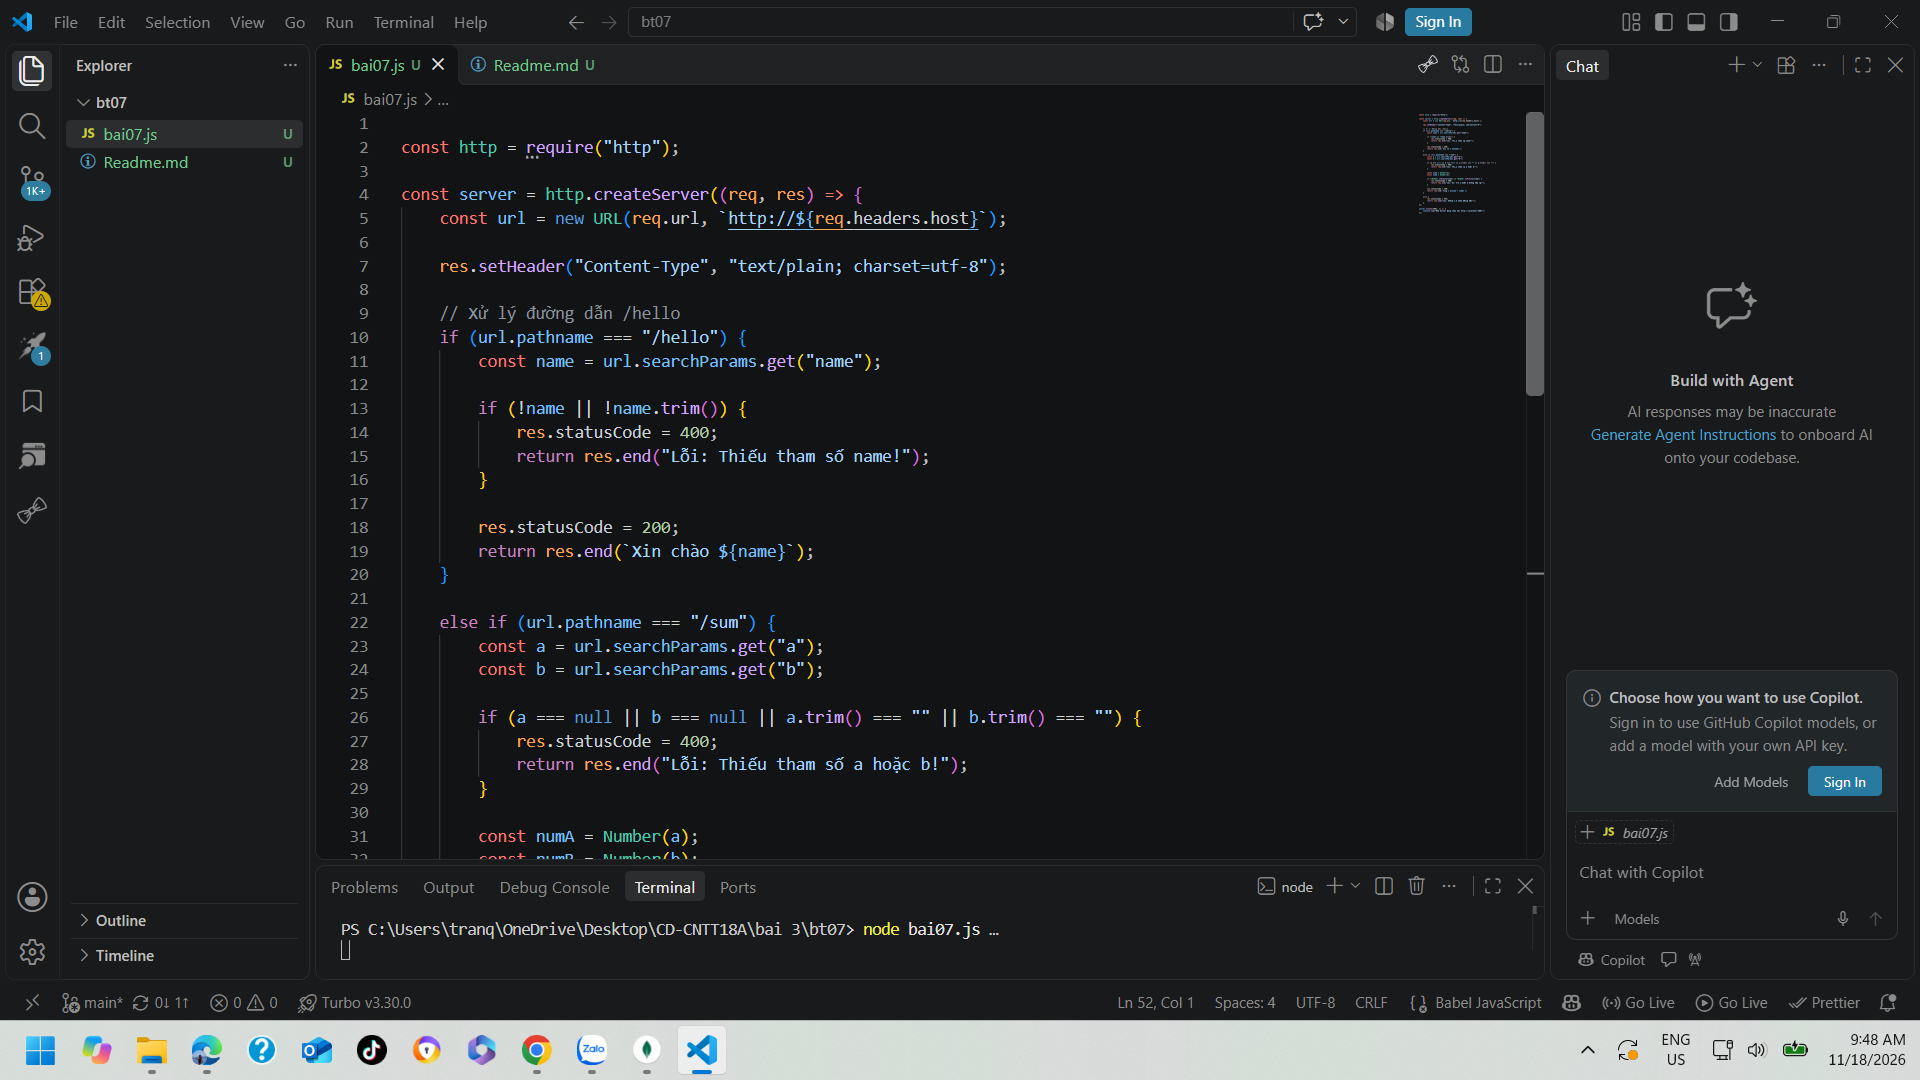 File Edit Selection View Go Run Terminal Help
bt07
Sign In
Explorer
bt07
JS bai07.js U
Readme.md U
1K+
1
Outline
Timeline
JS bai07.js U
Readme.md U
JS bai07.js > ...
1
2 const http = require("http");
3
4 const server = http.createServer((req, res) => {
5 const url = new URL(req.url, `http://${req.headers.host}`);
6
7 res.setHeader("Content-Type", "text/plain; charset=utf-8");
8
9 // Xử lý đường dẫn /hello
10 if (url.pathname === "/hello") {
11 const name = url.searchParams.get("name");
12
13 if (!name || !name.trim()) {
14 res.statusCode = 400;
15 return res.end("Lỗi: Thiếu tham số name!");
16 }
17
18 res.statusCode = 200;
19 return res.end(`Xin chào ${name}`);
20 }
21
22 else if (url.pathname === "/sum") {
23 const a = url.searchParams.get("a");
24 const b = url.searchParams.get("b");
25
26 if (a === null || b === null || a.trim() === "" || b.trim() === "") {
27 res.statusCode = 400;
28 return res.end("Lỗi: Thiếu tham số a hoặc b!");
29 }
30
31 const numA = Number(a);
32 const numB = Number(b);
Problems Output Debug Console Terminal Ports
node
PS C:\Users\tranq\OneDrive\Desktop\CD-CNTT18A\bai 3\bt07> node bai07.js …
Chat
Build with Agent
AI responses may be inaccurate
Generate Agent Instructions to onboard AI
onto your codebase.
Choose how you want to use Copilot.
Sign in to use GitHub Copilot models, or
add a model with your own API key.
Add Models
Sign In
JS bai07.js
Chat with Copilot
Models
Copilot
main* 0↓ 1↑ 0 0 Turbo v3.30.0
Ln 52, Col 1 Spaces: 4 UTF-8 CRLF Babel JavaScript Go Live Go Live Prettier
Zalo
ENG
US
9:48 AM
11/18/2026